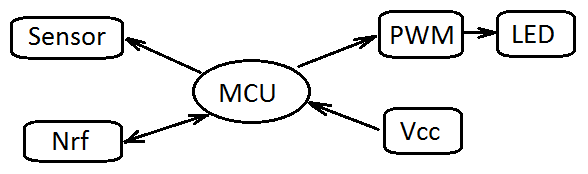 Sensor
PWM
LED
MCU
Nrf
Vcc